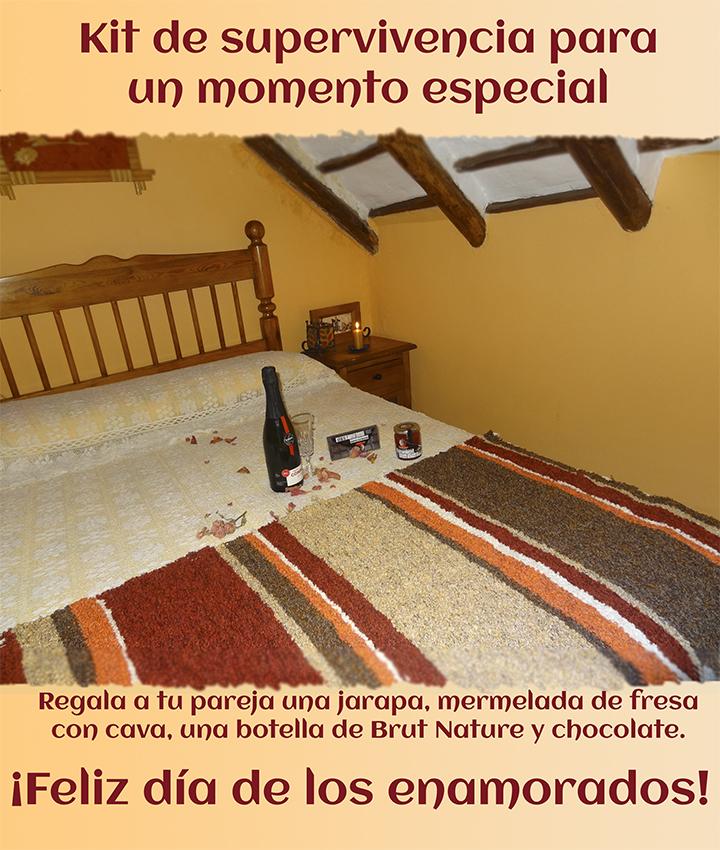 Kit de supervivencia para
un momento especial
Regala a tu pareja una jarapa, mermelada de fresa
con cava, una botella de Brut Nature y chocolate.
¡Feliz día de los enamorados!